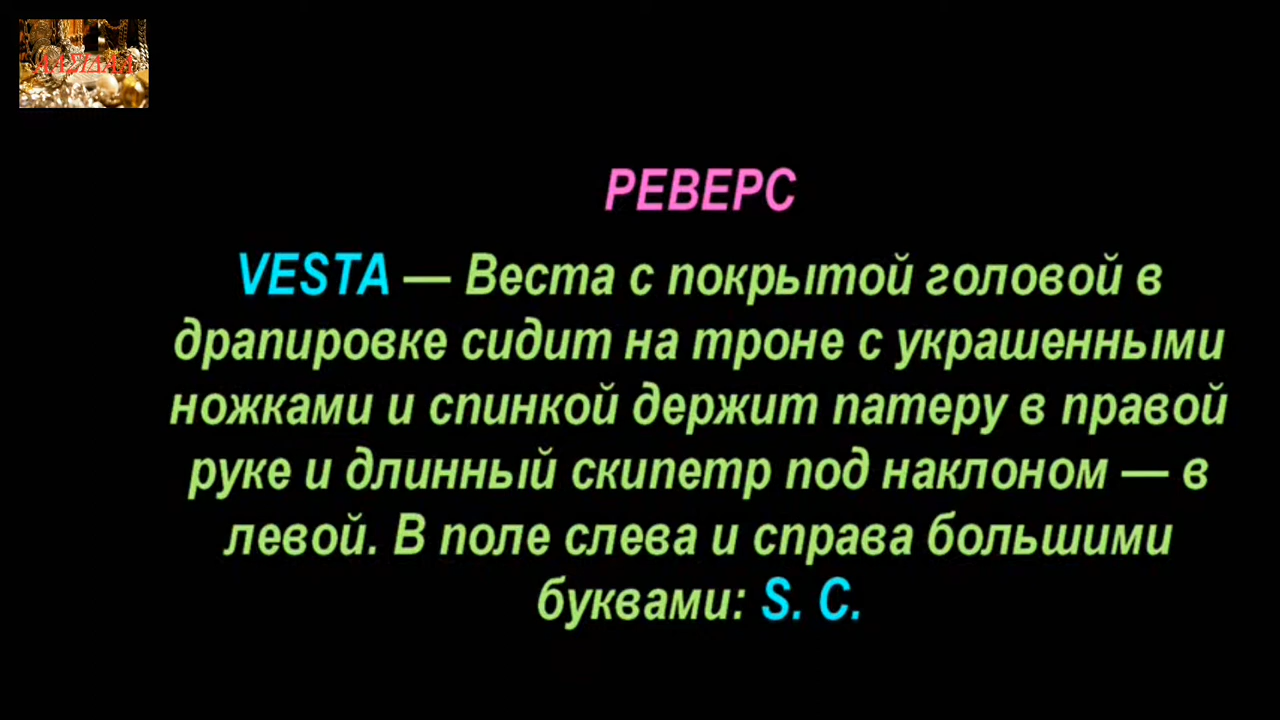 РЕВЕРС
VESTA — Веста с покрытой головой в
драпировке сидит на троне с украшенными
ножками и спинкой держит патеру в правой
руке и длинный скипетр под наклоном — в
левой. В поле слева и справа большими
буквами: S. C.